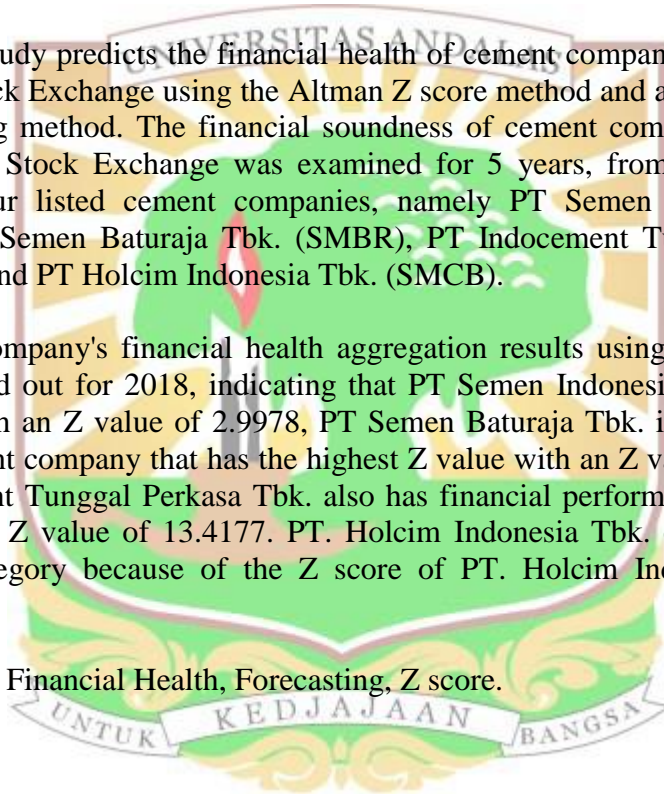 UNIVERSITAS ANDALAS
udy predicts the financial health of cement compan
ck Exchange using the Altman Z score method and a
g method. The financial soundness of cement com
Stock Exchange was examined for 5 years, from
ur listed cement companies, namely PT Semen
Semen Baturaja Tbk. (SMBR), PT Indocement T
nd PT Holcim Indonesia Tbk. (SMCB).
ompany's financial health aggregation results using
d out for 2018, indicating that PT Semen Indonesi
h an Z value of 2.9978, PT Semen Baturaja Tbk. i
nt company that has the highest Z value with an Z va
nt Tunggal Perkasa Tbk. also has financial perform
Z value of 13.4177. PT. Holcim Indonesia Tbk.
egory because of the Z score of PT. Holcim Ind
Financial Health, Forecasting, Z score.
UNTUK KEDJAJAAN BANGSA